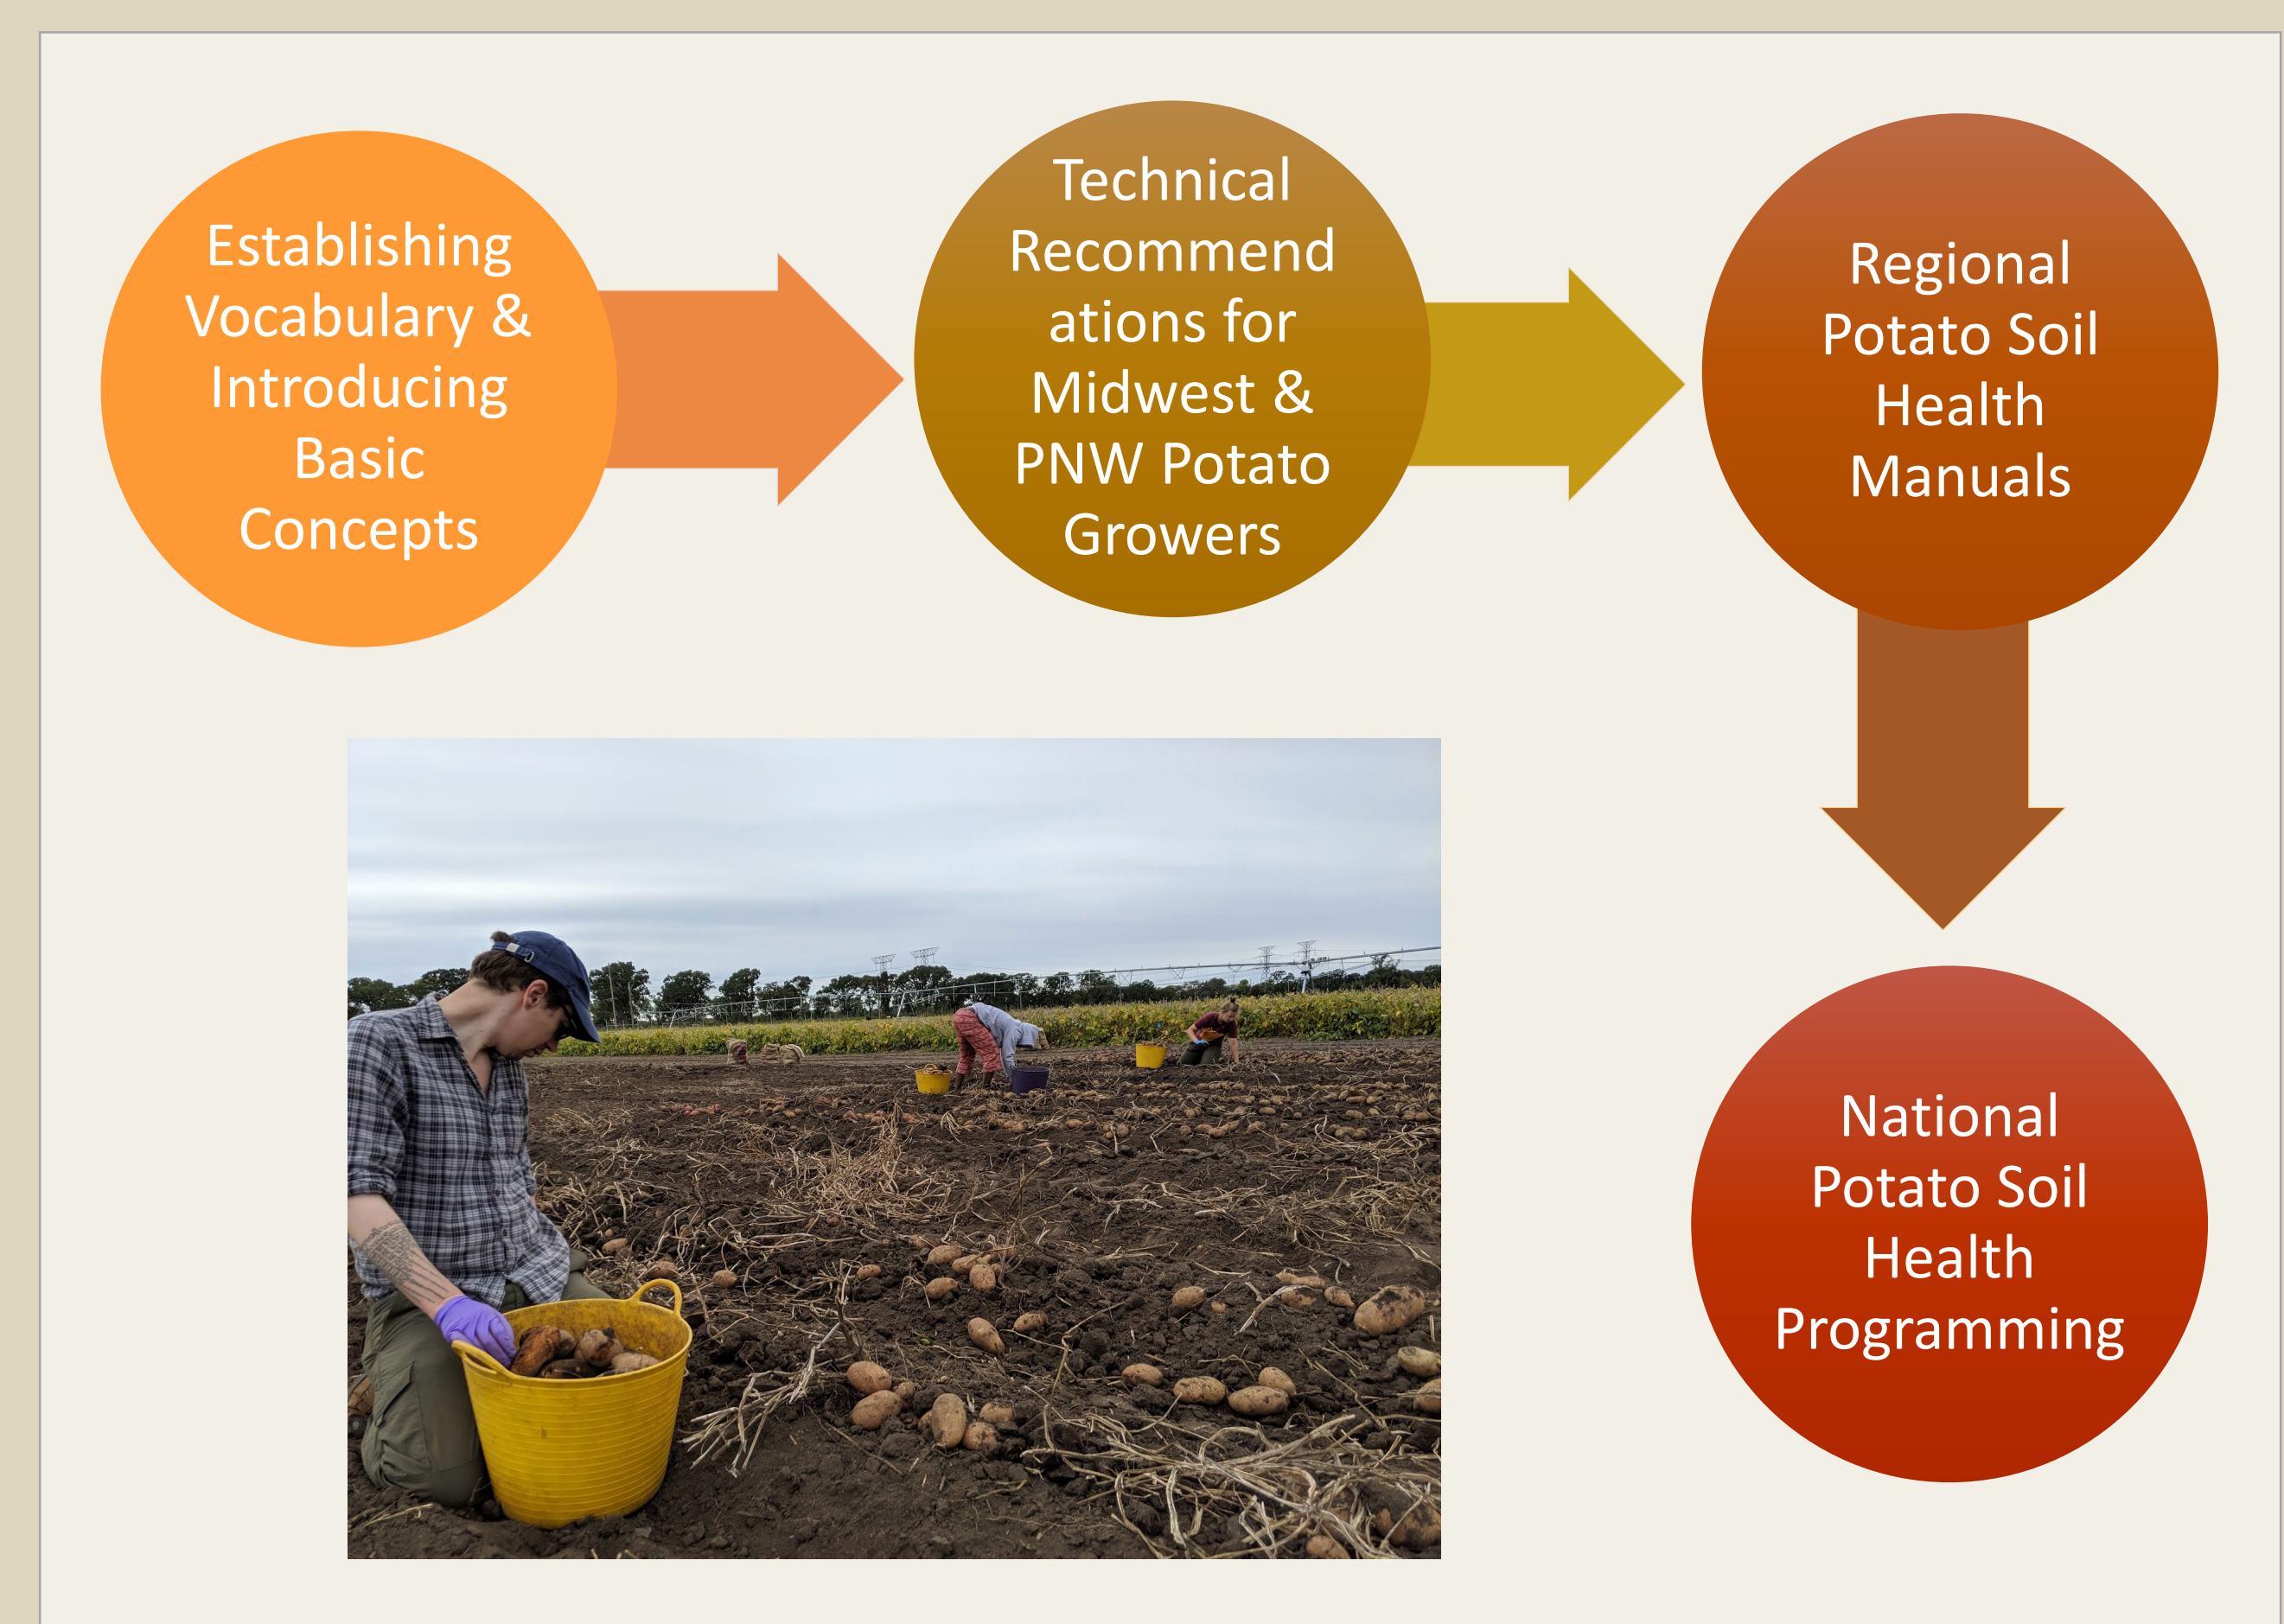 Establishing
Vocabulary &
Introducing
Basic
Concepts
Technical
Recommend
ations for
Midwest &
PNW Potato
Growers
Regional
Potato Soil
Health
Manuals
National
Potato Soil
Health
Programming